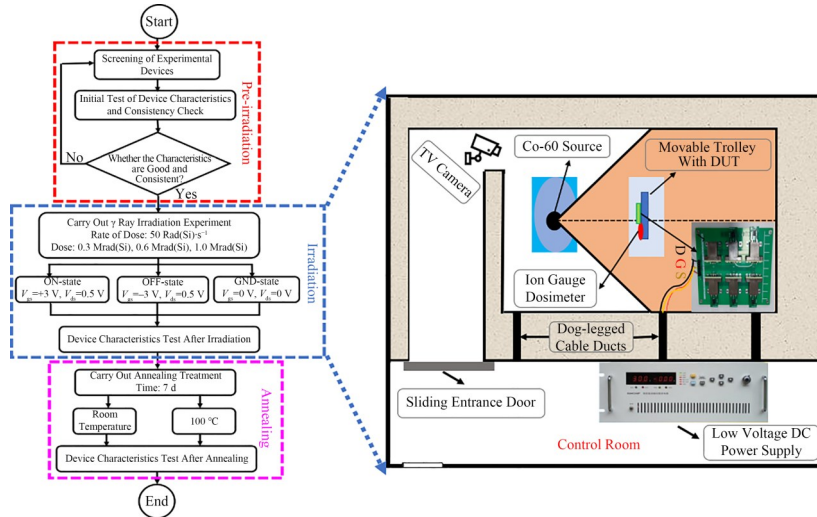 Start
Screening of Experimental
Devices
Initial Test of Device Characteristics
and Consistency Check
Whether the Characteristics
are Good and
Consistent?
No
Yes
Pre-irradiation
Carry Out γ Ray Irradiation Experiment
Rate of Dose: 50 Rad(Si)·s⁻¹
Dose: 0.3 Mrad(Si), 0.6 Mrad(Si), 1.0 Mrad(Si)
ON-state
Vgs=+3 V, Vds=0.5 V
OFF-state
Vgs=−3 V, Vds=0.5 V
GND-state
Vgs=0 V, Vds=0 V
Device Characteristics Test After Irradiation
Irradiation
Carry Out Annealing Treatment
Time: 7 d
Room
Temperature
100 °C
Device Characteristics Test After Annealing
Annealing
End
TV Camera
Co-60 Source
Movable Trolley
With DUT
D G S
Ion Gauge
Dosimeter
Dog-legged
Cable Ducts
Sliding Entrance Door
Control Room
Low Voltage DC
Power Supply